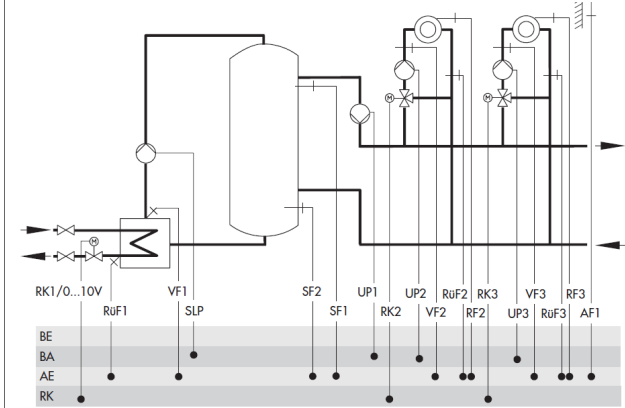 M
M
M
RK1/0...10V
VF1
SF2
UP1
UP2
RüF2
RK3
VF3
RF3
RüF1
SLP
SF1
RK2
VF2
RF2
UP3
RüF3
AF1
BE
BA
AE
RK